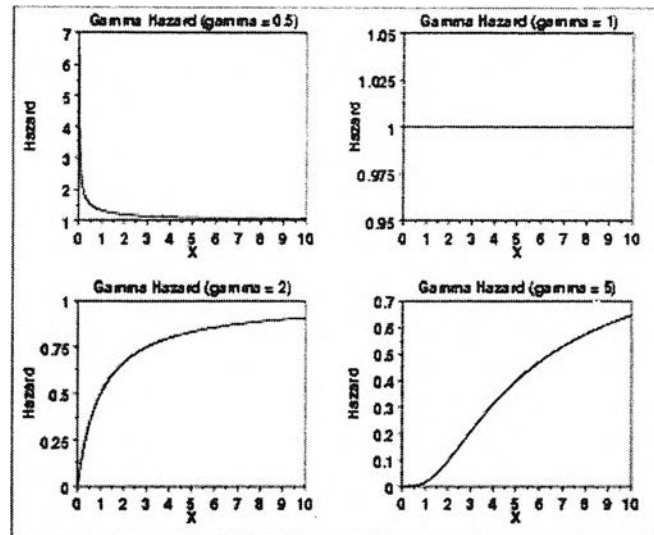 Gamma Hazard (gamma = 0.5)
7
6
5
4
3
2
1
Hazard
0 1 2 3 4 5 6 7 8 9 10
X
Gamma Hazard (gamma = 1)
1.05
1.025
1
0.975
0.95
Hazard
0 1 2 3 4 5 6 7 8 9 10
X
Gamma Hazard (gamma = 2)
1
0.75
0.5
0.25
0
Hazard
0 1 2 3 4 5 6 7 8 9 10
X
Gamma Hazard (gamma = 5)
0.7
0.6
0.5
0.4
0.3
0.2
0.1
0
Hazard
0 1 2 3 4 5 6 7 8 9 10
X